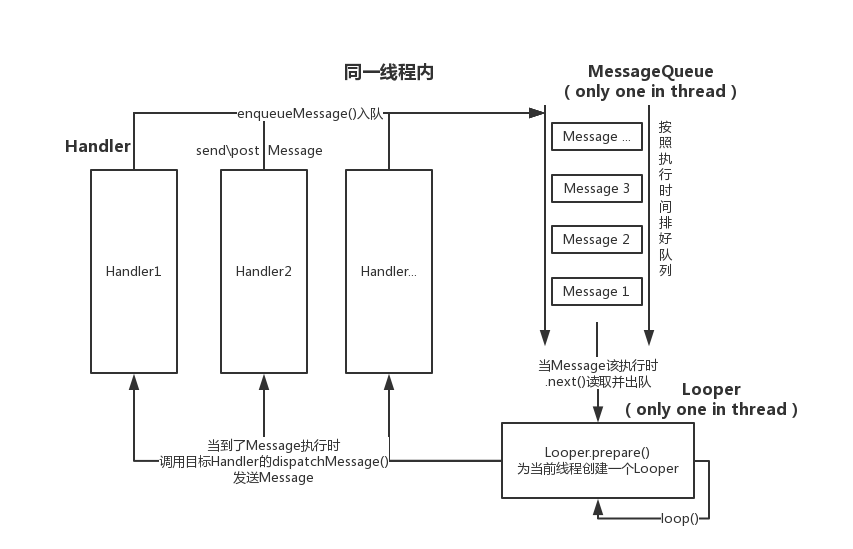 同一线程内
MessageQueue
( only one in thread )
enqueueMessage()入队
Handler
send\post Message
Message ...
Message 3
Message 2
Message 1
按照执行时间排好队列
Handler1
Handler2
Handler...
当Message该执行时
.next()读取并出队
Looper
( only one in thread )
当到了Message执行时
调用目标Handler的dispatchMessage()
发送Message
Looper.prepare()
为当前线程创建一个Looper
loop()